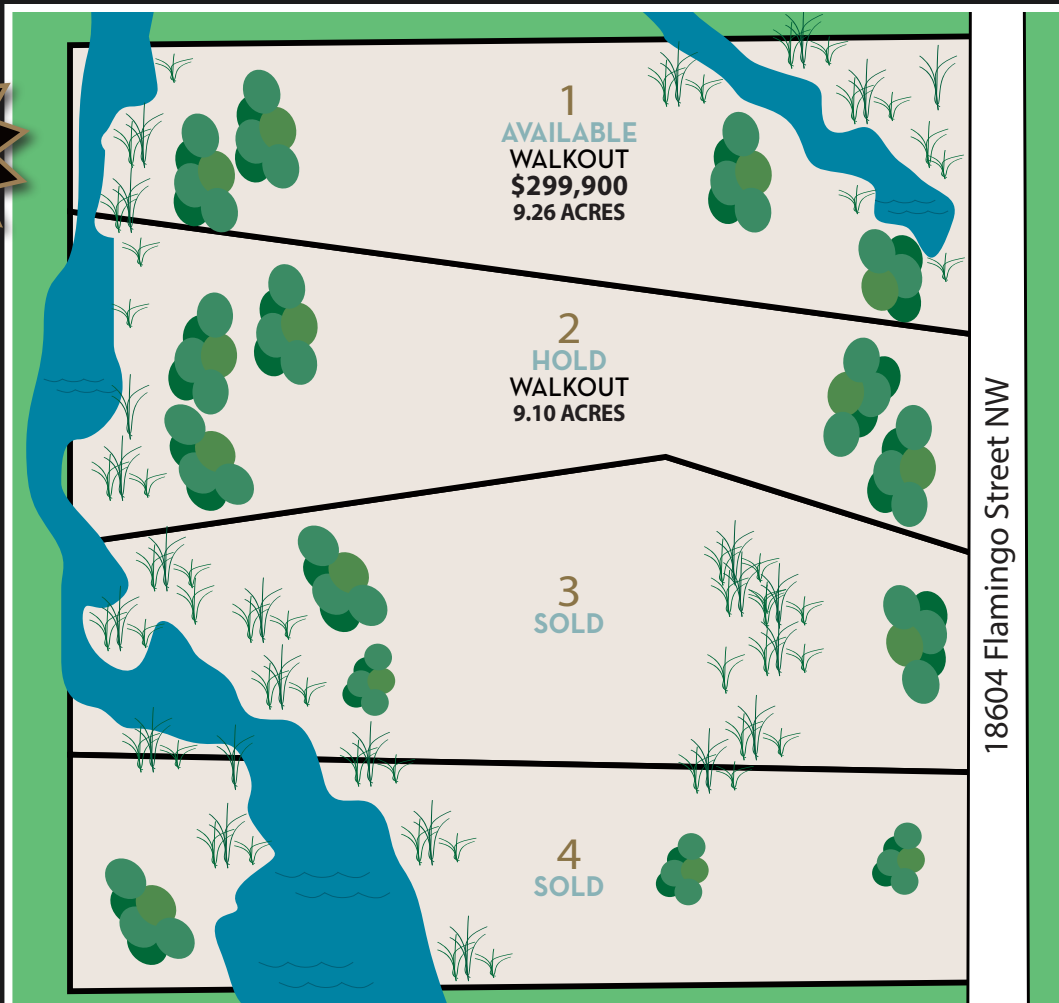 1
AVAILABLE
WALKOUT
$299,900
9.26 ACRES
2
HOLD
WALKOUT
9.10 ACRES
3
SOLD
4
SOLD
18604 Flamingo Street NW